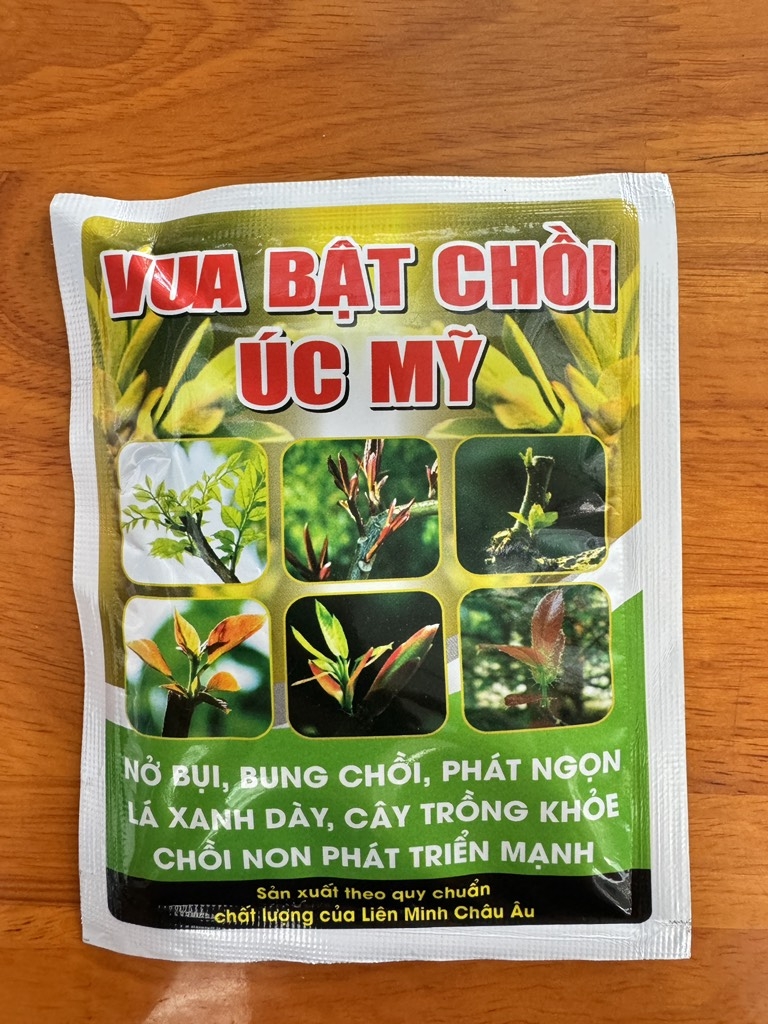 VUA BẬT CHỒI
ÚC MỸ
NỞ BỤI, BUNG CHỒI, PHÁT NGỌN
LÁ XANH DÀY, CÂY TRỒNG KHỎE
CHỒI NON PHÁT TRIỂN MẠNH
Sản xuất theo quy chuẩn
chất lượng của Liên Minh Châu Âu